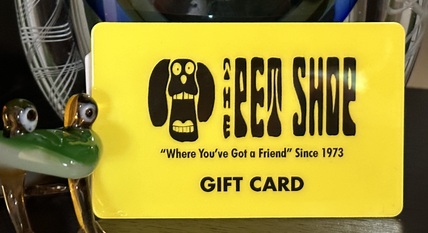 THE PET SHOP
“Where You’ve Got a Friend” Since 1973
GIFT CARD